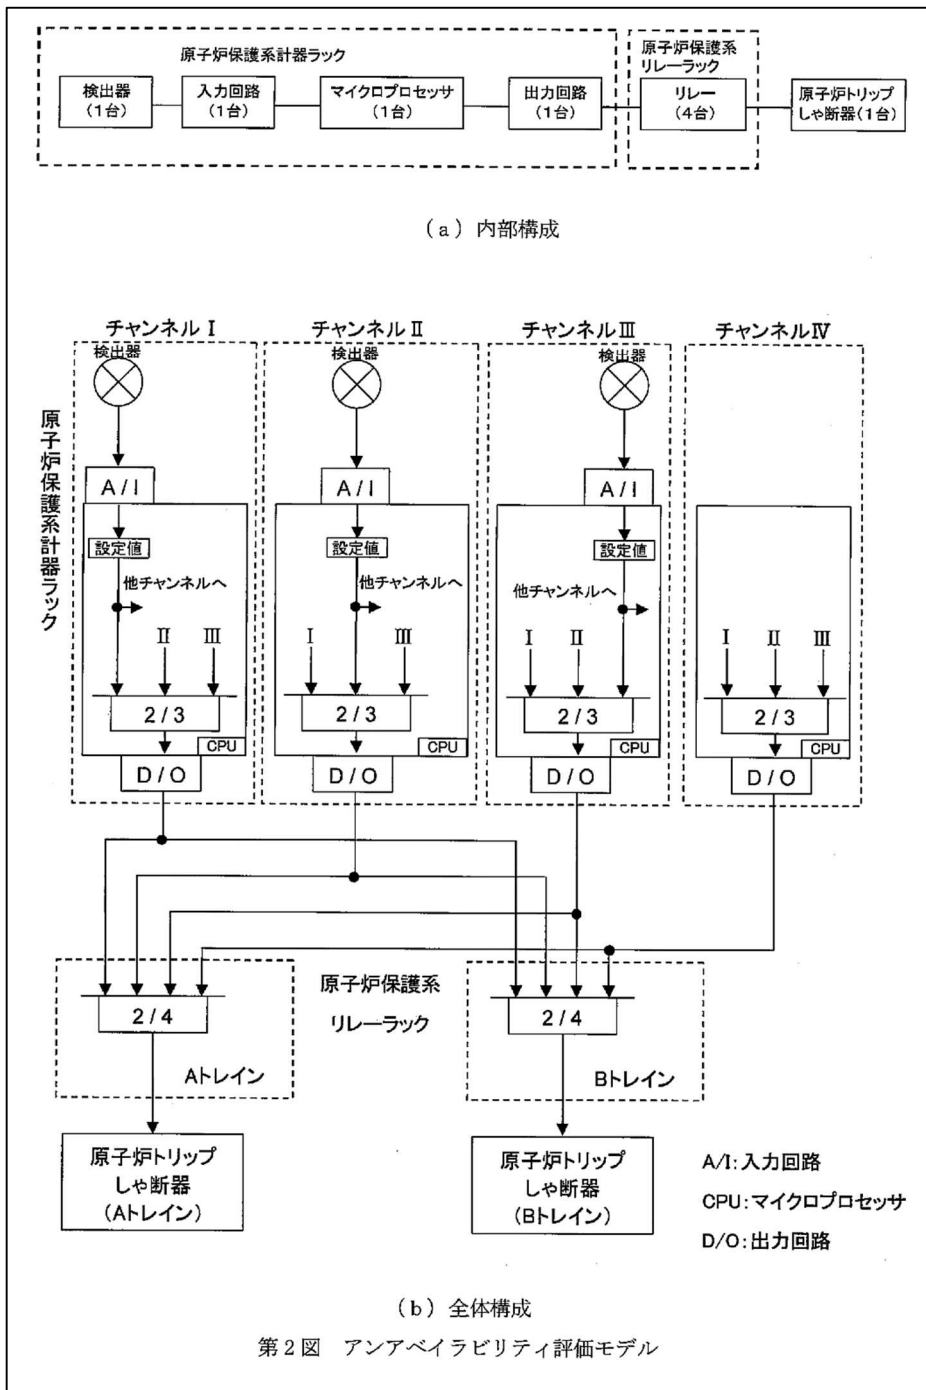 原子炉保護系計器ラック
原子炉保護系
リレーラック
検出器
(1台)
入力回路
(1台)
マイクロプロセッサ
(1台)
出力回路
(1台)
リレー
(4台)
原子炉トリップ
しゃ断器(1台)
(a) 内部構成
チャンネルⅠ
チャンネルⅡ
チャンネルⅢ
チャンネルⅣ
検出器
検出器
検出器
原子炉保護系計器ラック
A/I
A/I
A/I
設定値
設定値
設定値
他チャンネルへ
他チャンネルへ
他チャンネルへ
Ⅱ
Ⅲ
Ⅰ
Ⅲ
Ⅰ
Ⅱ
Ⅰ
Ⅱ
Ⅲ
2/3
2/3
2/3
2/3
CPU
CPU
CPU
CPU
D/O
D/O
D/O
D/O
原子炉保護系
リレーラック
2/4
2/4
Aトレイン
Bトレイン
原子炉トリップ
しゃ断器
(Aトレイン)
原子炉トリップ
しゃ断器
(Bトレイン)
A/I:入力回路
CPU:マイクロプロセッサ
D/O:出力回路
(b) 全体構成
第2図 アンアベイラビリティ評価モデル